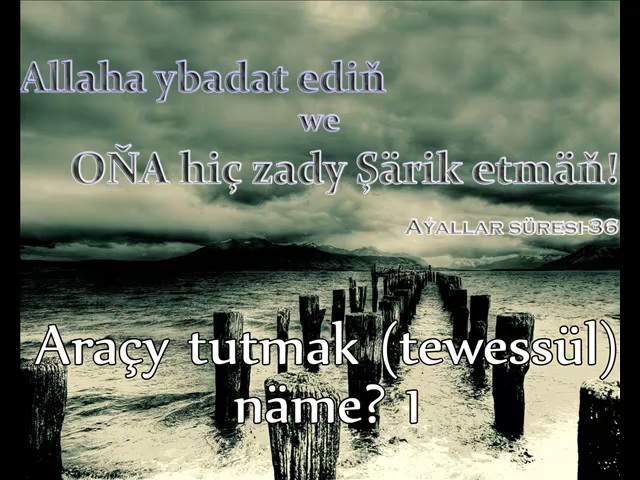 Allaha ybadat ediň
we
OŇA hiç zady Şärik etmäň!
AÝALLAR SÜRESI-36
Araçy tutmak (tewessül)
näme? 1